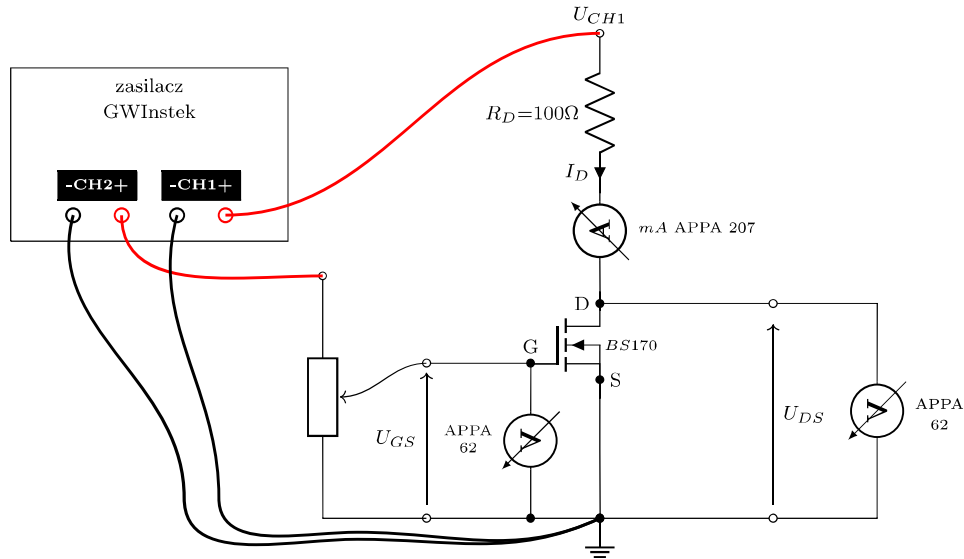 U_CH1
zasilacz
GWInstek
R_D=100Ω
-CH2+
-CH1+
I_D
A
mA APPA 207
D
G
BS170
S
U_GS
APPA
62
V
U_DS
V
APPA
62